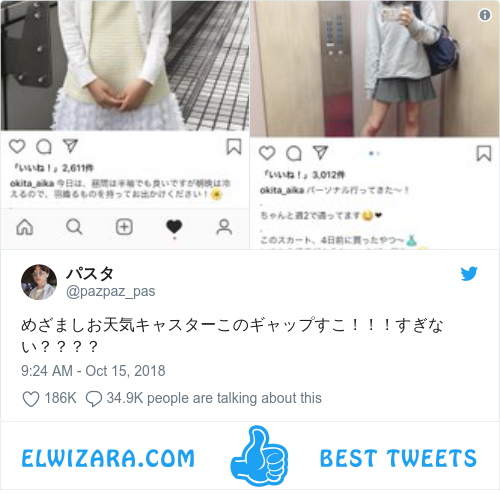 「いいね！」2,611件
okita_aika 今日は、昼間は半袖でも良いですが朝晩は冷
えるので、羽織るものを持ってお出かけください！
「いいね！」3,012件
okita_aika パーソナル行ってきた〜！
.
ちゃんと週2で通ってます😆❤
.
このスカート、4日前に買ったやつ〜👗
パスタ
@pazpaz_pas
めざましお天気キャスターこのギャップすこ！！！すぎな
い？？？？
9:24 AM - Oct 15, 2018
186K 34.9K people are talking about this
ELWIZARA.COM BEST TWEETS